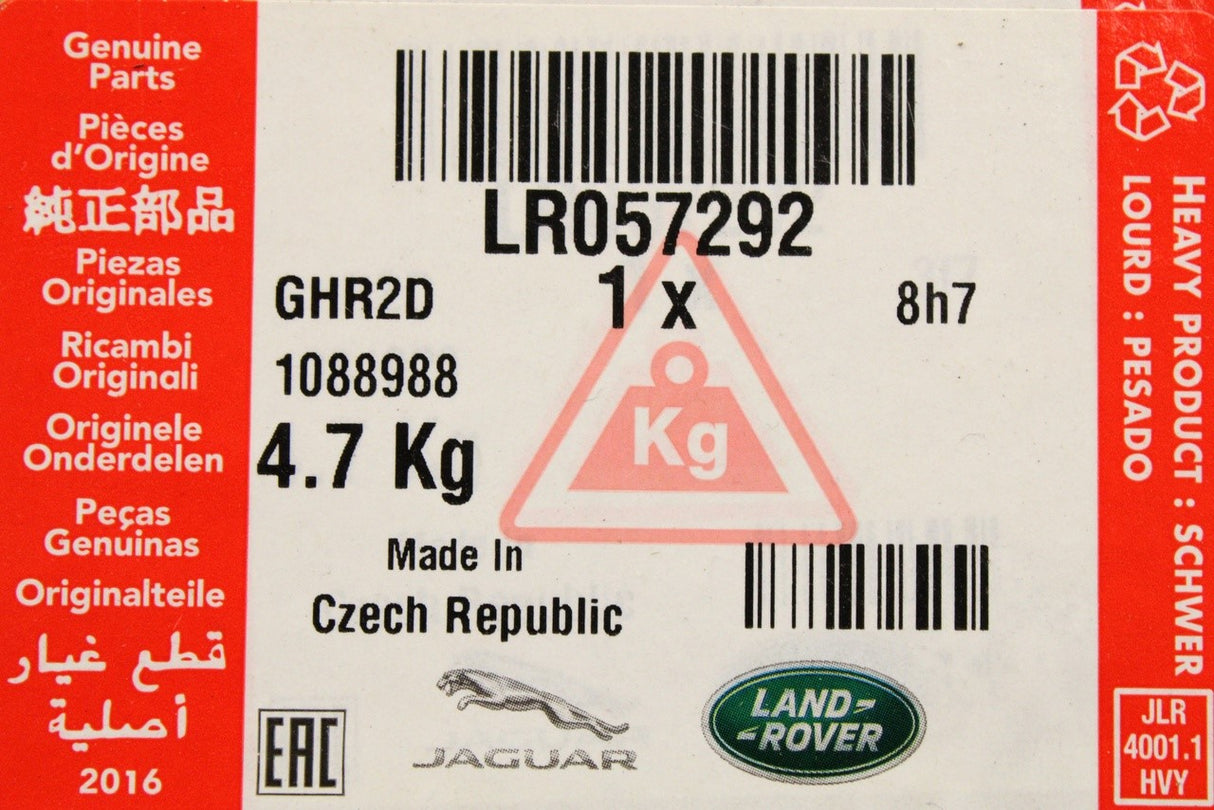 Genuine
Parts
Pièces
d'Origine
純正部品
Piezas
Originales
Ricambi
Originali
Originele
Onderdelen
Peças
Genuinas
Originalteile
قطع غيار
أصلية
2016
LR057292
GHR2D
1 x
8h7
1088988
4.7 Kg
Kg
Made In
Czech Republic
EAC
JAGUAR
LAND-
-ROVER
HEAVY PRODUCT : SCHWER
LOURD : PESADO
JLR
4001.1
HVY